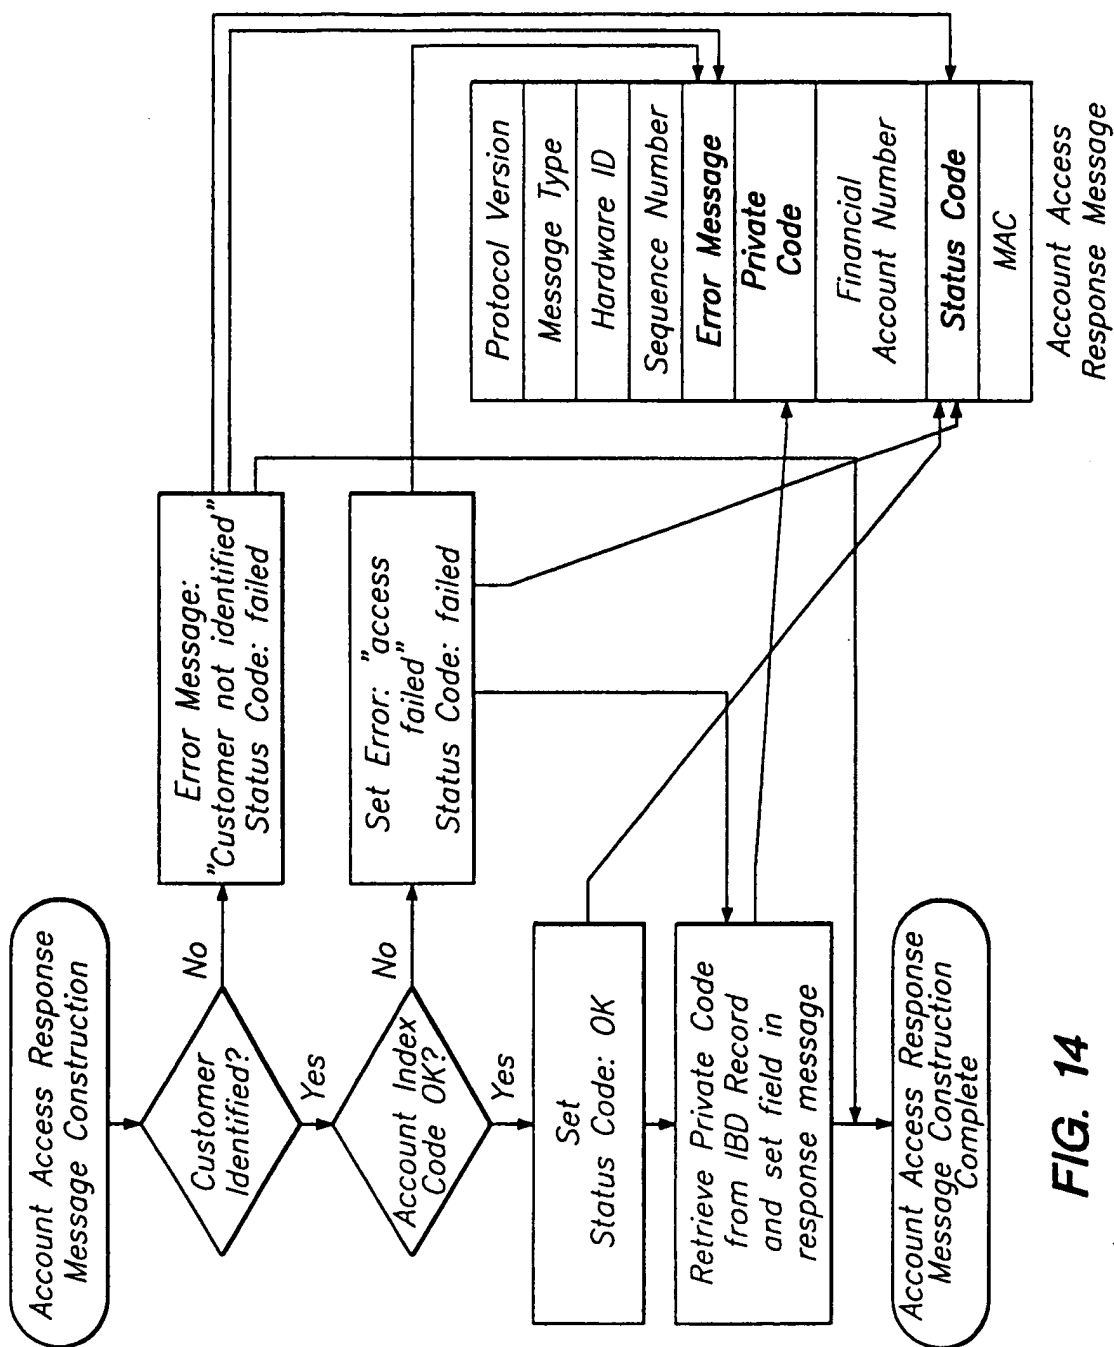 Account Access Response
Message Construction
Customer
Identified?
No
Yes
Error Message:
"Customer not identified"
Status Code: failed
Account Index
Code OK?
No
Yes
Set Error: "access
failed"
Status Code: failed
Set
Status Code: OK
Retrieve Private Code
from IBD Record
and set field in
response message
Account Access Response
Message Construction
Complete
Protocol Version
Message Type
Hardware ID
Sequence Number
Error Message
Private
Code
Financial
Account Number
Status Code
MAC
Account Access
Response Message
FIG. 14